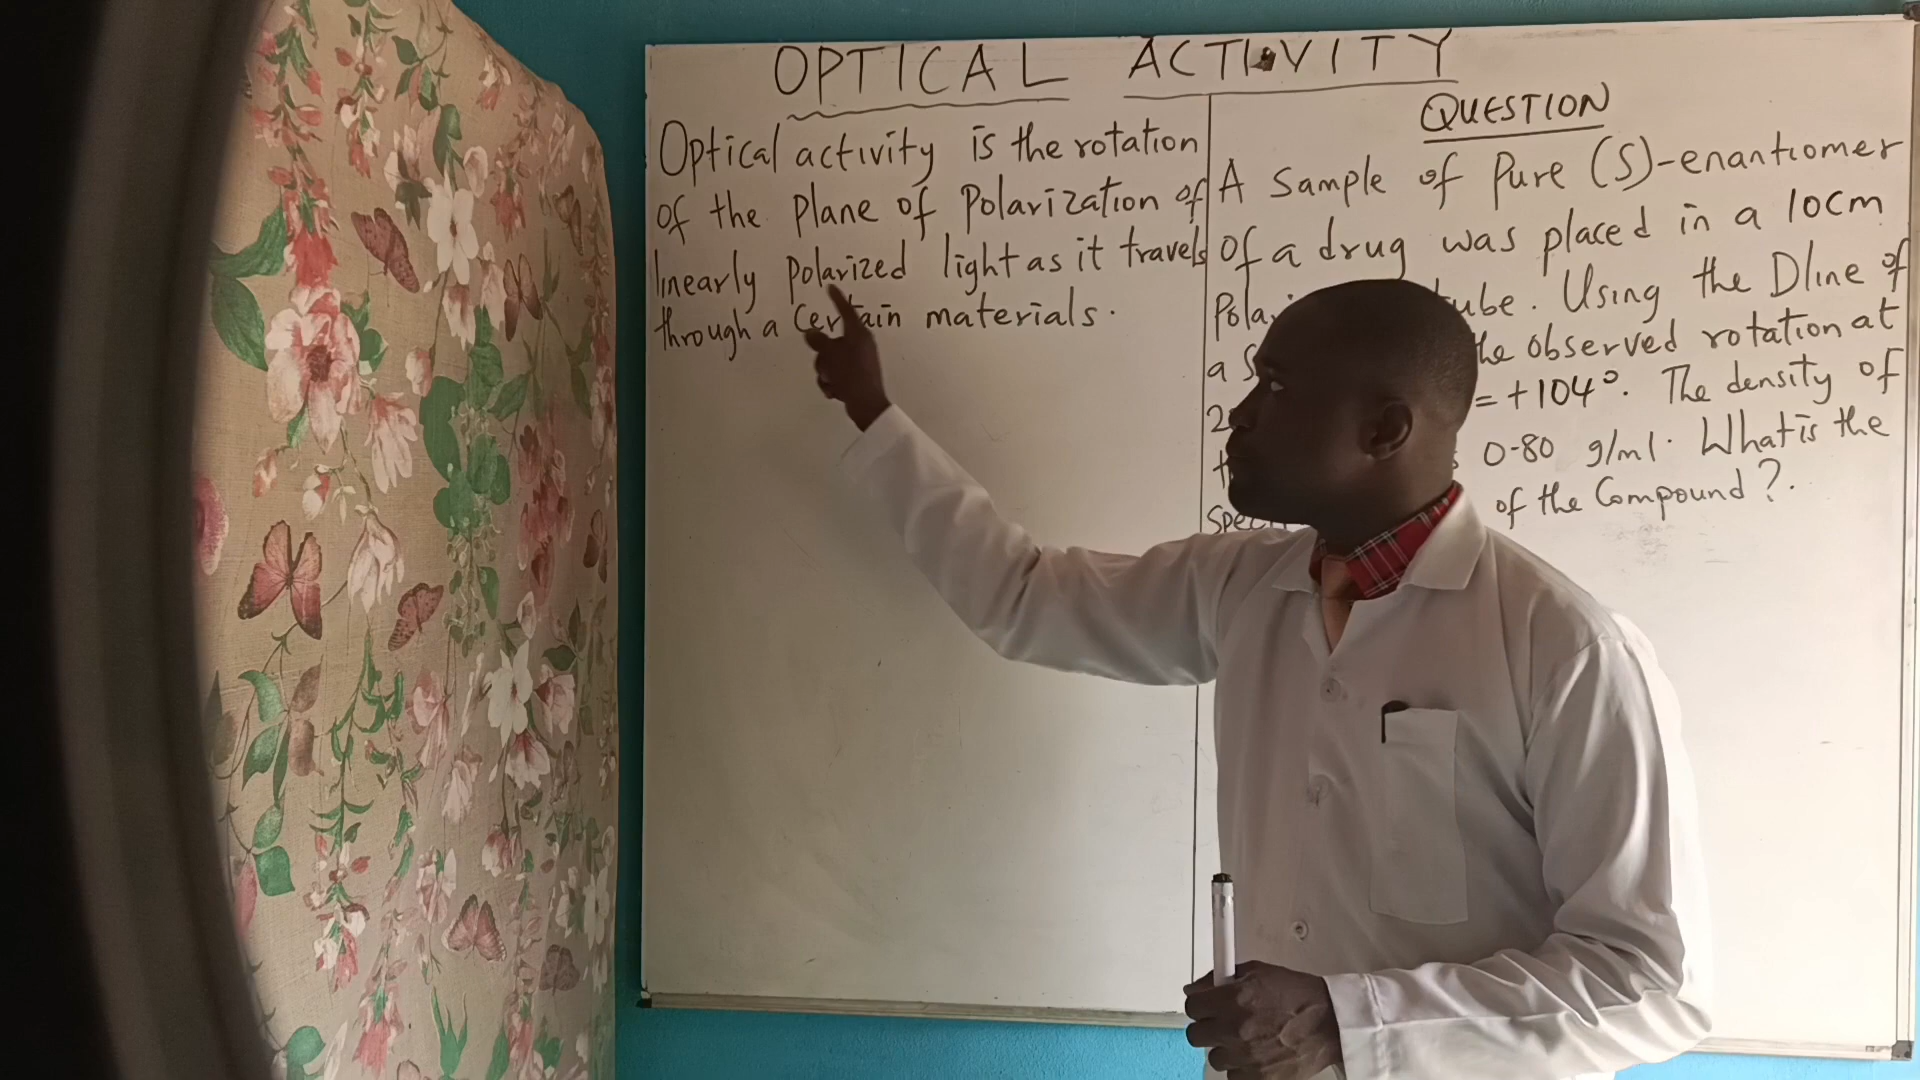 OPTICAL ACTIVITY
Optical activity is the rotation
of the plane of Polarization of
linearly polarized light as it travels
through a certain materials.
QUESTION
A Sample of Pure (S)-enantiomer
of a drug was placed in a 10cm
tube. Using the Dline of
a the observed rotation at
= +104°. The density of
0.80 g/ml. What is the
of the Compound?.